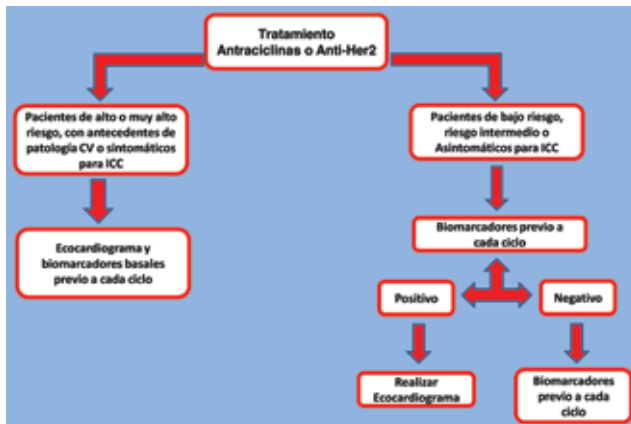 Tratamiento
Antraciclinas o Anti-Her2
Pacientes de alto o muy alto
riesgo, con antecedentes de
patología CV o sintomáticos
para ICC
Pacientes de bajo riesgo,
riesgo intermedio o
Asintomáticos para ICC
Ecocardiograma y
biomarcadores basales
previo a cada ciclo
Biomarcadores previo a
cada ciclo
Positivo
Negativo
Realizar
Ecocardiograma
Biomarcadores
previo a cada
ciclo